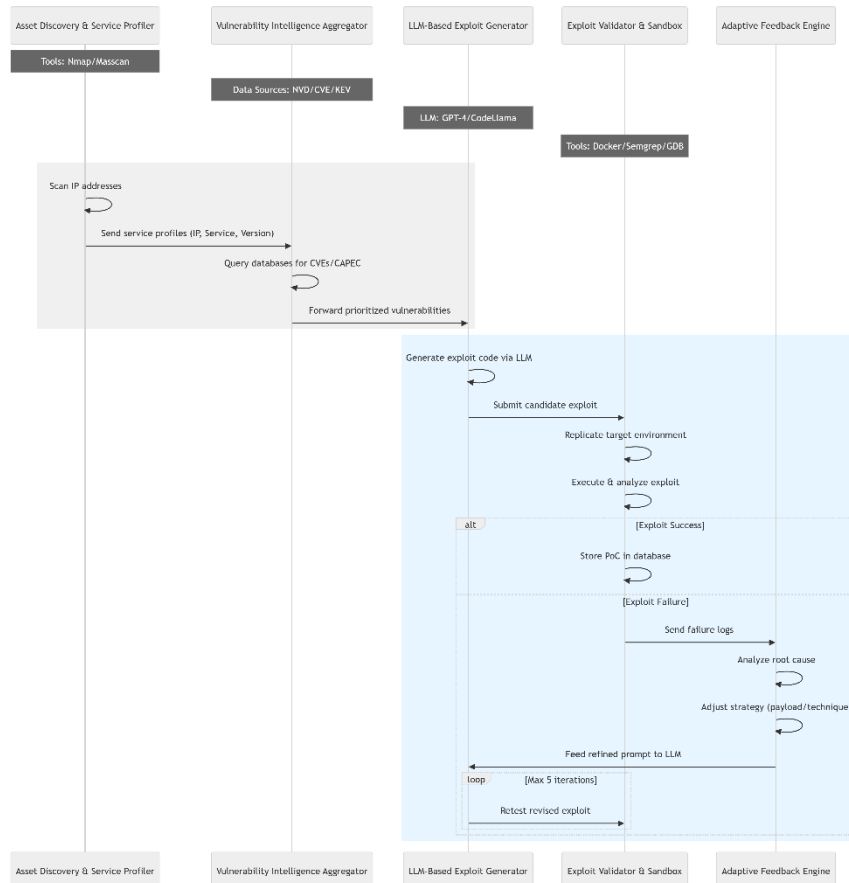 Asset Discovery & Service Profiler
Vulnerability Intelligence Aggregator
LLM-Based Exploit Generator
Exploit Validator & Sandbox
Adaptive Feedback Engine
Tools: Nmap/Masscan
Data Sources: NVD/CVE/KEV
LLM: GPT-4/CodeLlama
Tools: Docker/Semgrep/GDB
Scan IP addresses
Send service profiles (IP, Service, Version)
Query databases for CVEs/CAPEC
Forward prioritized vulnerabilities
Generate exploit code via LLM
Submit candidate exploit
Replicate target environment
Execute & analyze exploit
alt
[Exploit Success]
Store PoC in database
[Exploit Failure]
Send failure logs
Analyze root cause
Adjust strategy (payload/technique
Feed refined prompt to LLM
loop
[Max 5 iterations]
Retest revised exploit
Asset Discovery & Service Profiler
Vulnerability Intelligence Aggregator
LLM-Based Exploit Generator
Exploit Validator & Sandbox
Adaptive Feedback Engine